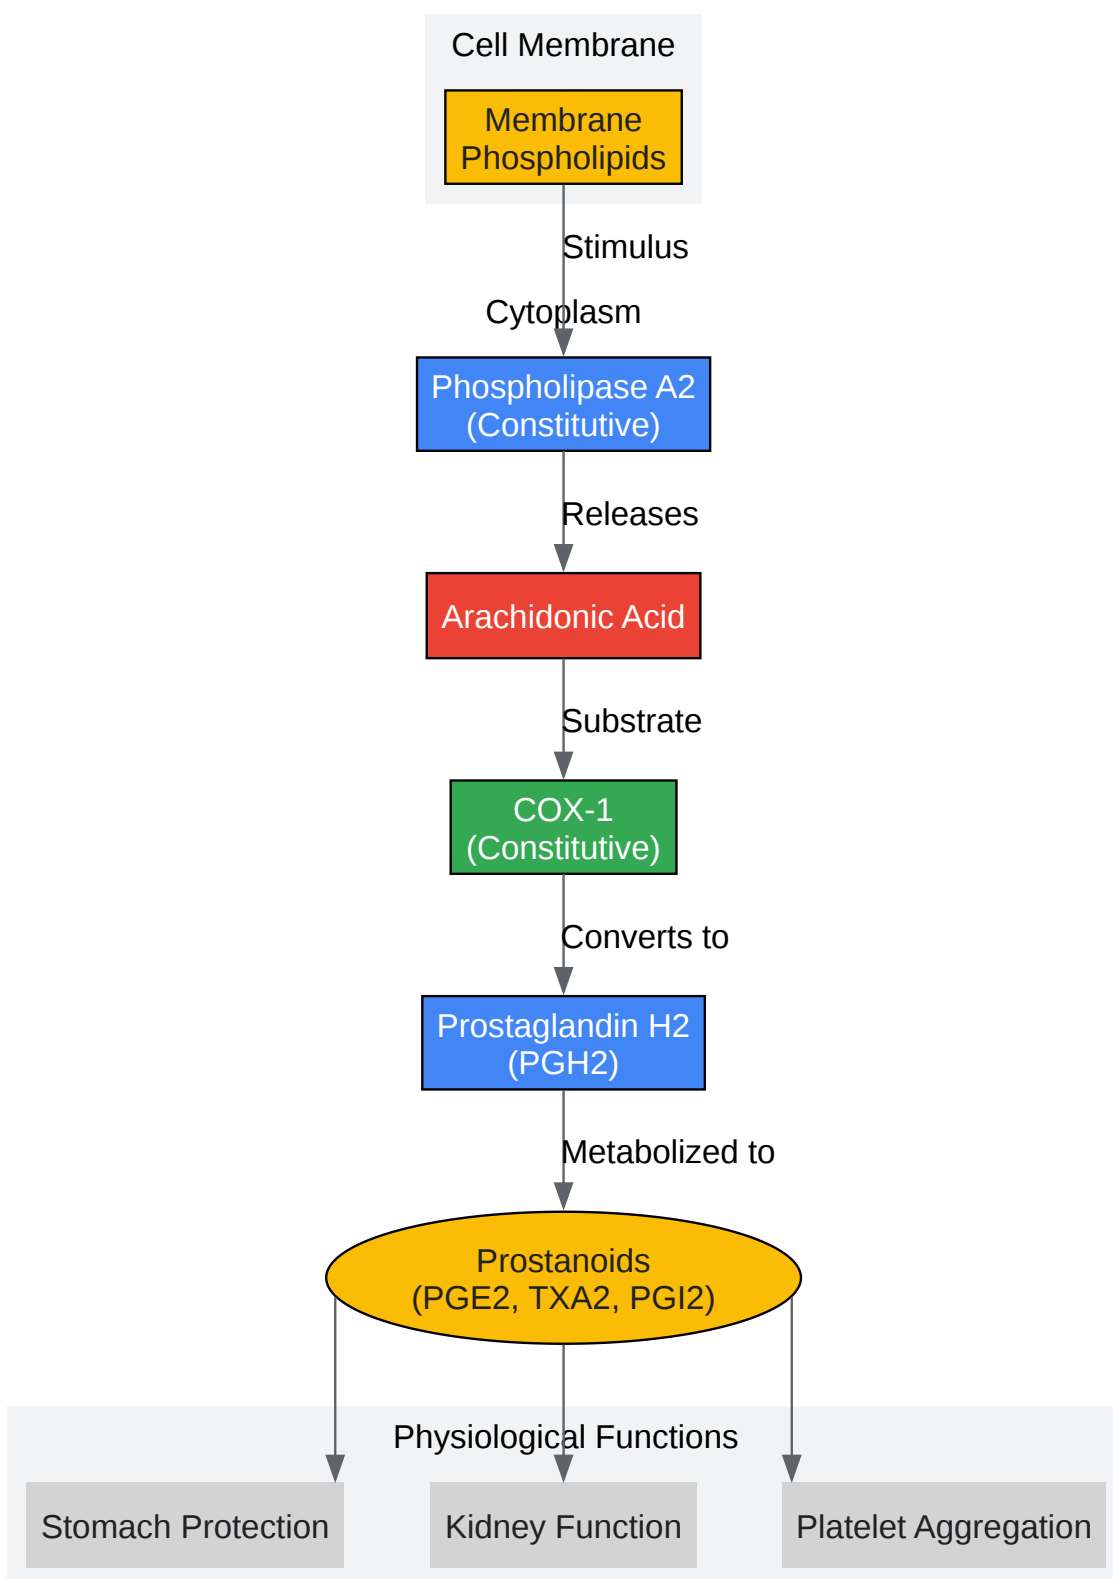 Cell Membrane
Membrane
Phospholipids
Stimulus
Cytoplasm
Phospholipase A2
(Constitutive)
Releases
Arachidonic Acid
Substrate
COX-1
(Constitutive)
Converts to
Prostaglandin H2
(PGH2)
Metabolized to
Prostanoids
(PGE2, TXA2, PGI2)
Physiological Functions
Stomach Protection
Kidney Function
Platelet Aggregation